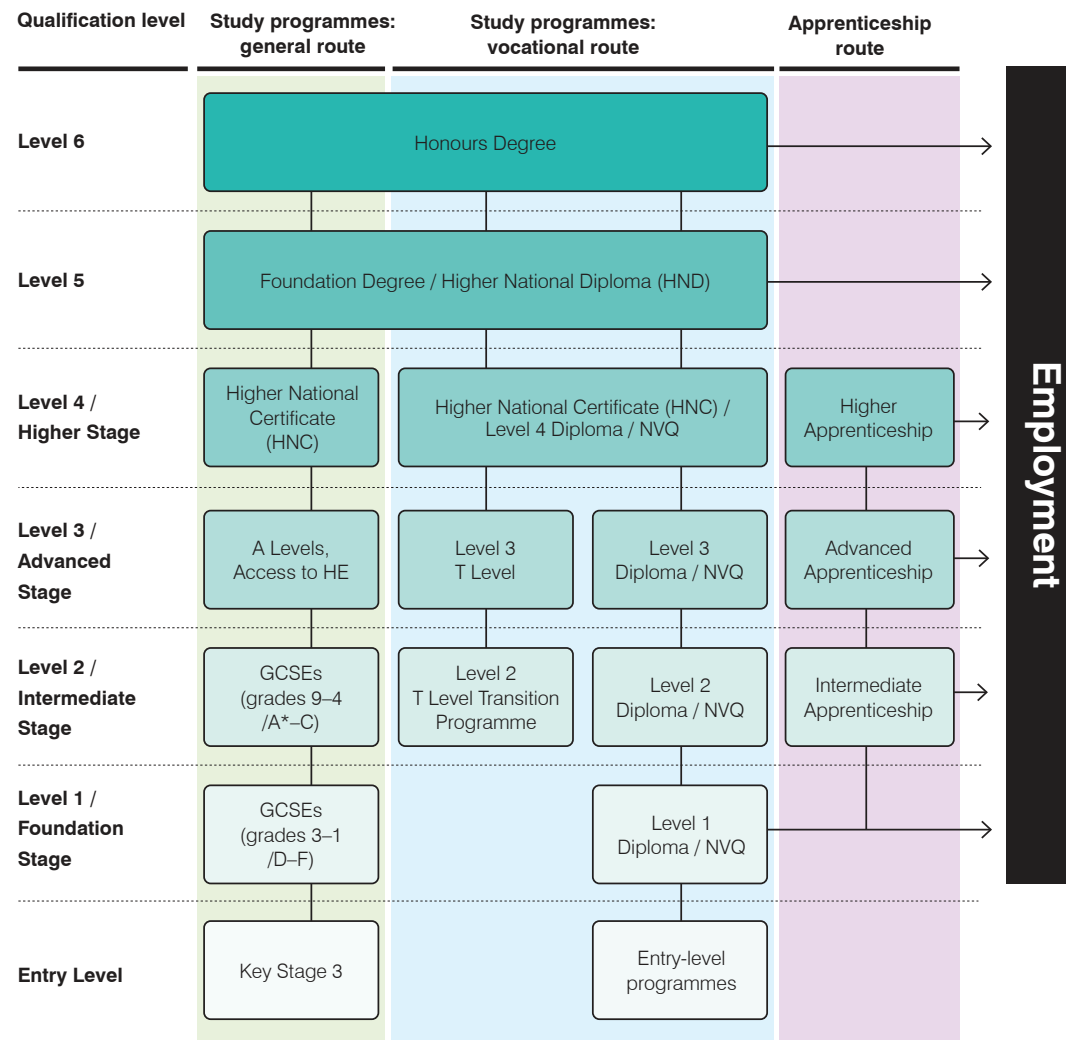 Qualification level
Study programmes:
general route
Study programmes:
vocational route
Apprenticeship
route
Level 6
Honours Degree
Level 5
Foundation Degree / Higher National Diploma (HND)
Level 4 /
Higher Stage
Higher National
Certificate
(HNC)
Higher National Certificate (HNC) /
Level 4 Diploma / NVQ
Higher
Apprenticeship
Level 3 /
Advanced
Stage
A Levels,
Access to HE
Level 3
T Level
Level 3
Diploma / NVQ
Advanced
Apprenticeship
Level 2 /
Intermediate
Stage
GCSEs
(grades 9–4
/A*–C)
Level 2
T Level Transition
Programme
Level 2
Diploma / NVQ
Intermediate
Apprenticeship
Level 1 /
Foundation
Stage
GCSEs
(grades 3–1
/D–F)
Level 1
Diploma / NVQ
Entry Level
Key Stage 3
Entry-level
programmes
Employment